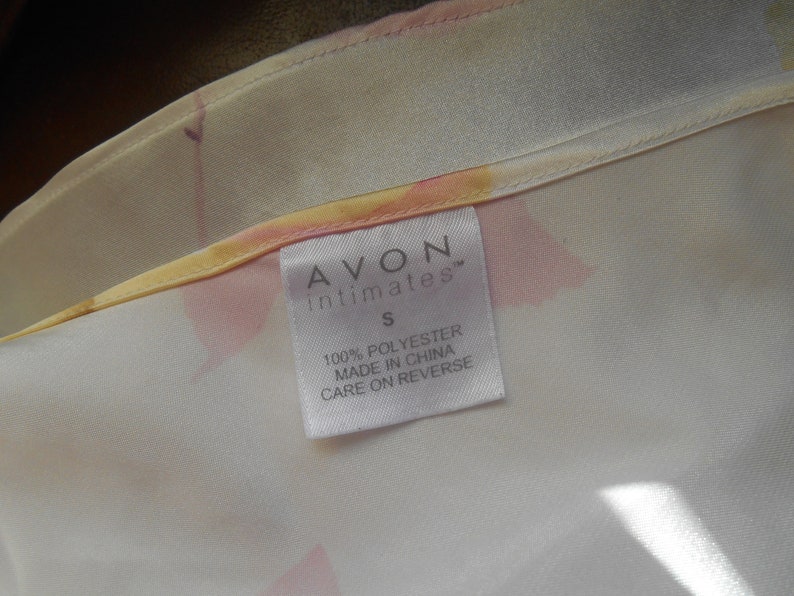 AVON
intimates™
S
100% POLYESTER
MADE IN CHINA
CARE ON REVERSE